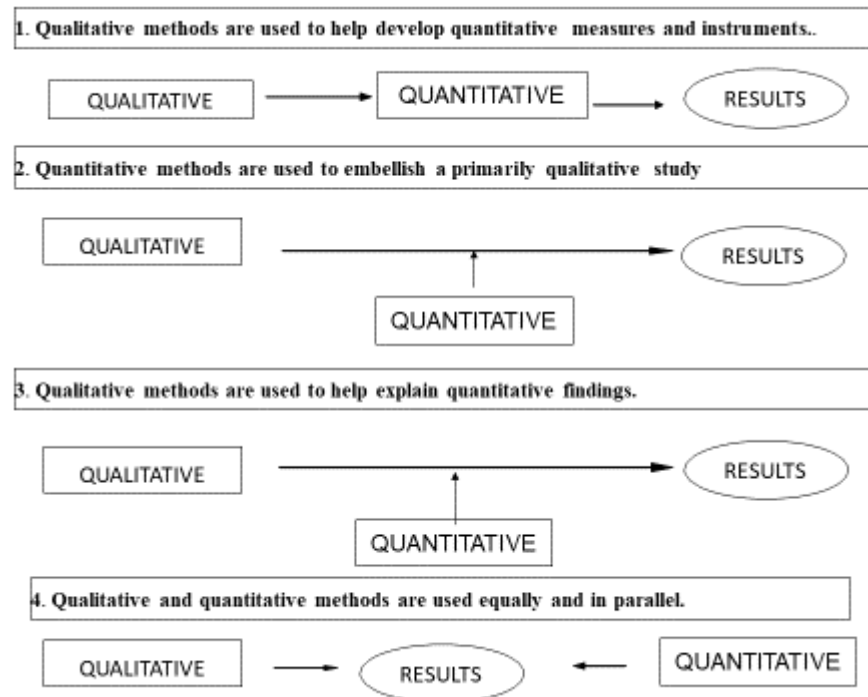 1. Qualitative methods are used to help develop quantitative measures and instruments..
QUALITATIVE QUANTITATIVE RESULTS
2. Quantitative methods are used to embellish a primarily qualitative study
QUALITATIVE RESULTS
QUANTITATIVE
3. Qualitative methods are used to help explain quantitative findings.
QUALITATIVE RESULTS
QUANTITATIVE
4. Qualitative and quantitative methods are used equally and in parallel.
QUALITATIVE RESULTS QUANTITATIVE